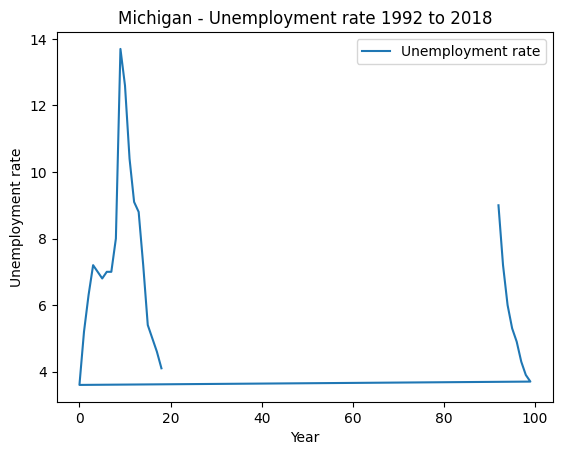 Michigan - Unemployment rate 1992 to 2018
Unemployment rate
14
12
10
8
6
4
Unemployment rate
0 20 40 60 80 100
Year